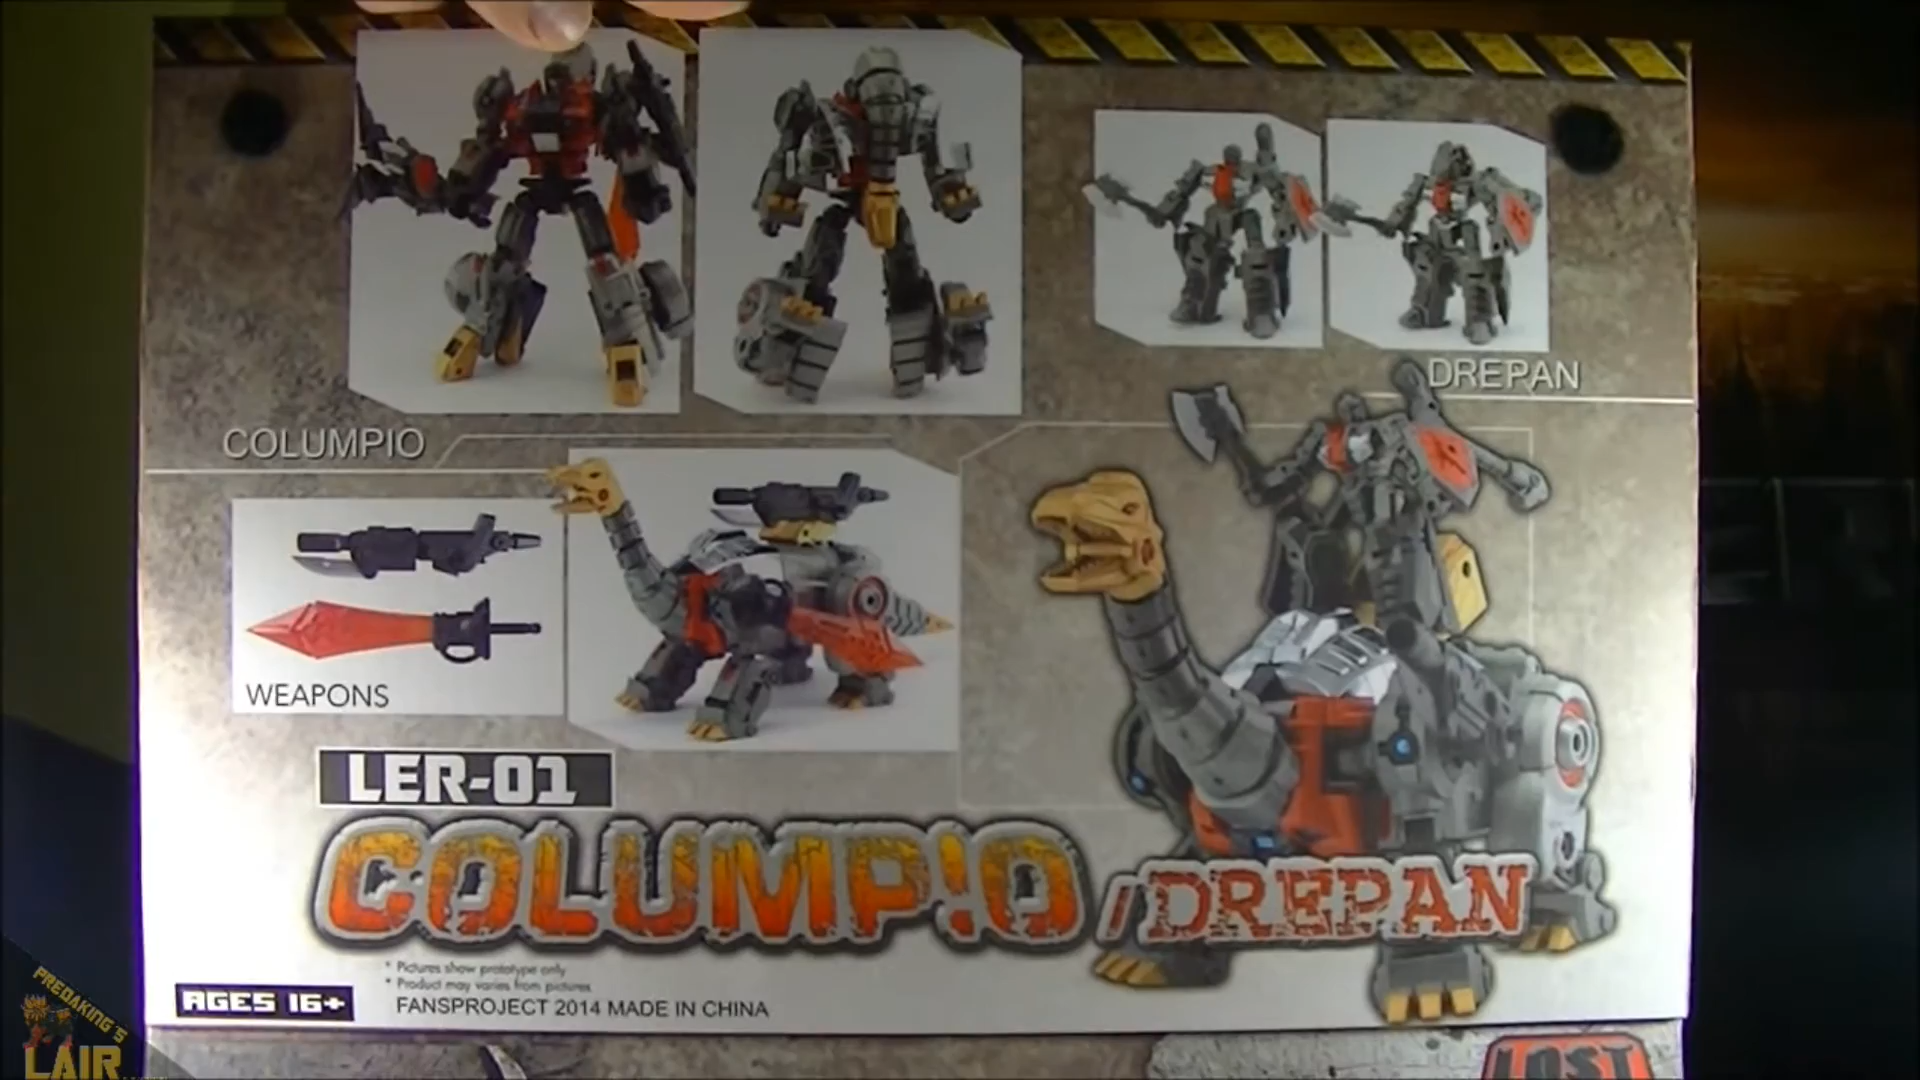 DREPAN
COLUMPIO
WEAPONS
LER-01
COLUMP!O
/DREPAN
* Pictures show prototype only
* Product may varies from pictures
AGES 16+
FANSPROJECT 2014 MADE IN CHINA
PREDAKING'S
LAIR
LOST